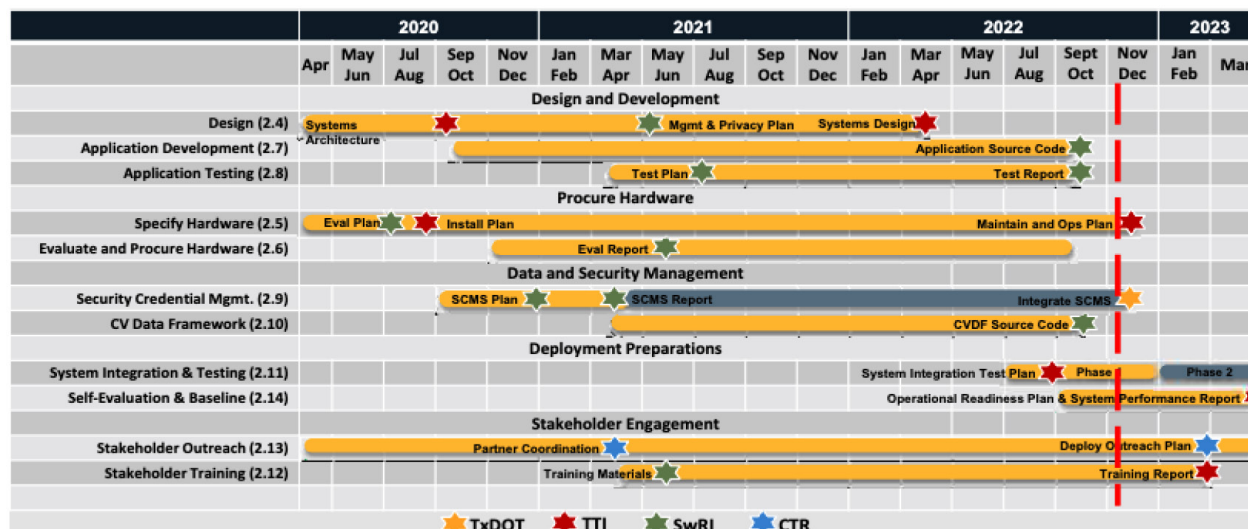 2020 2021 2022 2023
Apr May Jun Jul Aug Sep Oct Nov Dec Jan Feb Mar Apr May Jun Jul Aug Sep Oct Nov Dec Jan Feb Mar Apr May Jun Jul Aug Sept Oct Nov Dec Jan Feb Mar
Design and Development
Design (2.4) Systems Architecture Mgmt & Privacy Plan Systems Design
Application Development (2.7) Application Source Code
Application Testing (2.8) Test Plan Test Report
Procure Hardware
Specify Hardware (2.5) Eval Plan Install Plan Maintain and Ops Plan
Evaluate and Procure Hardware (2.6) Eval Report
Data and Security Management
Security Credential Mgmt. (2.9) SCMS Plan SCMS Report Integrate SCMS
CV Data Framework (2.10) CVDF Source Code
Deployment Preparations
System Integration & Testing (2.11) System Integration Test Plan Phase Phase 2
Self-Evaluation & Baseline (2.14) Operational Readiness Plan & System Performance Report
Stakeholder Engagement
Stakeholder Outreach (2.13) Partner Coordination Deploy Outreach Plan
Stakeholder Training (2.12) Training Materials Training Report
TxDOT TTI SwRI CTR